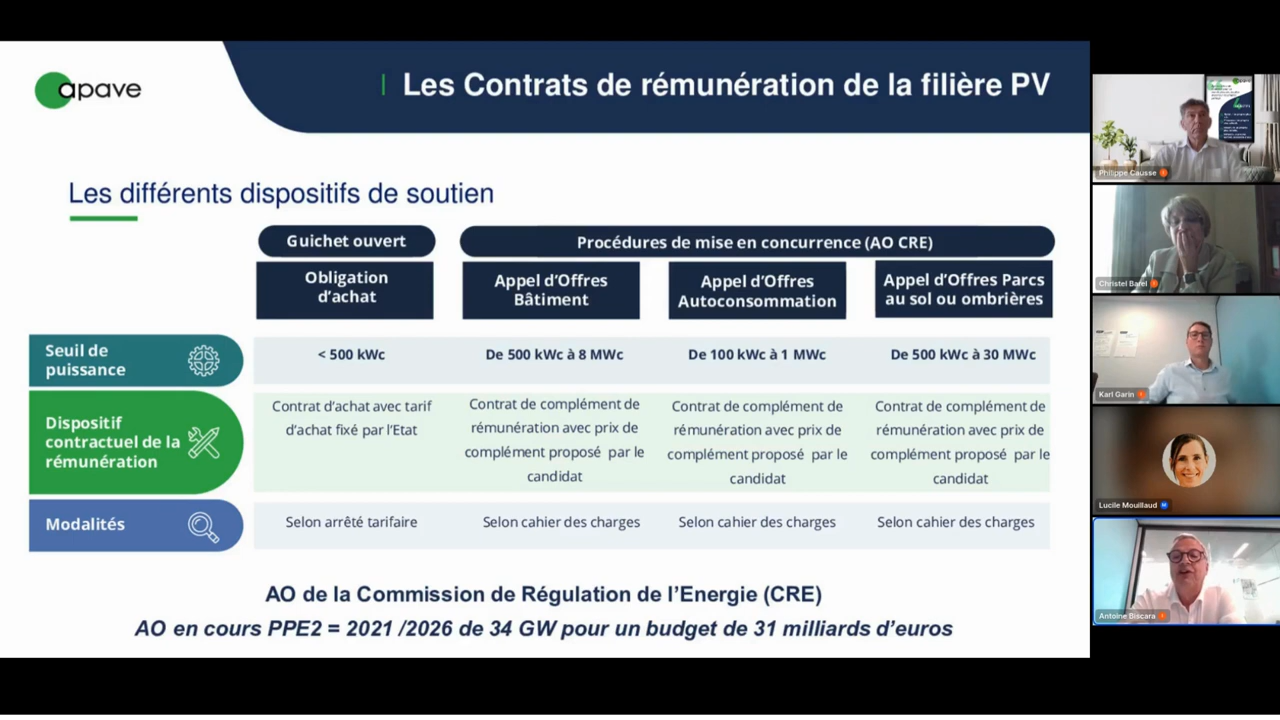 apave
Les Contrats de rémunération de la filière PV
Les différents dispositifs de soutien
Guichet ouvert
Procédures de mise en concurrence (AO CRE)
Obligation
d'achat
Appel d'Offres
Bâtiment
Appel d'Offres
Autoconsommation
Appel d'Offres Parcs
au sol ou ombrières
Seuil de
puissance
< 500 kWc
De 500 kWc à 8 MWc
De 100 kWc à 1 MWc
De 500 kWc à 30 MWc
Dispositif
contractuel de la
rémunération
Contrat d'achat avec tarif
d'achat fixé par l'Etat
Contrat de complément de
rémunération avec prix de
complément proposé par le
candidat
Contrat de complément de
rémunération avec prix de
complément proposé par le
candidat
Contrat de complément de
rémunération avec prix de
complément proposé par le
candidat
Modalités
Selon arrêté tarifaire
Selon cahier des charges
Selon cahier des charges
Selon cahier des charges
AO de la Commission de Régulation de l'Energie (CRE)
AO en cours PPE2 = 2021 /2026 de 34 GW pour un budget de 31 milliards d'euros
Philippe Causse
Christel Barel
Karl Garin
Lucile Mouillaud
Antoine Biscara